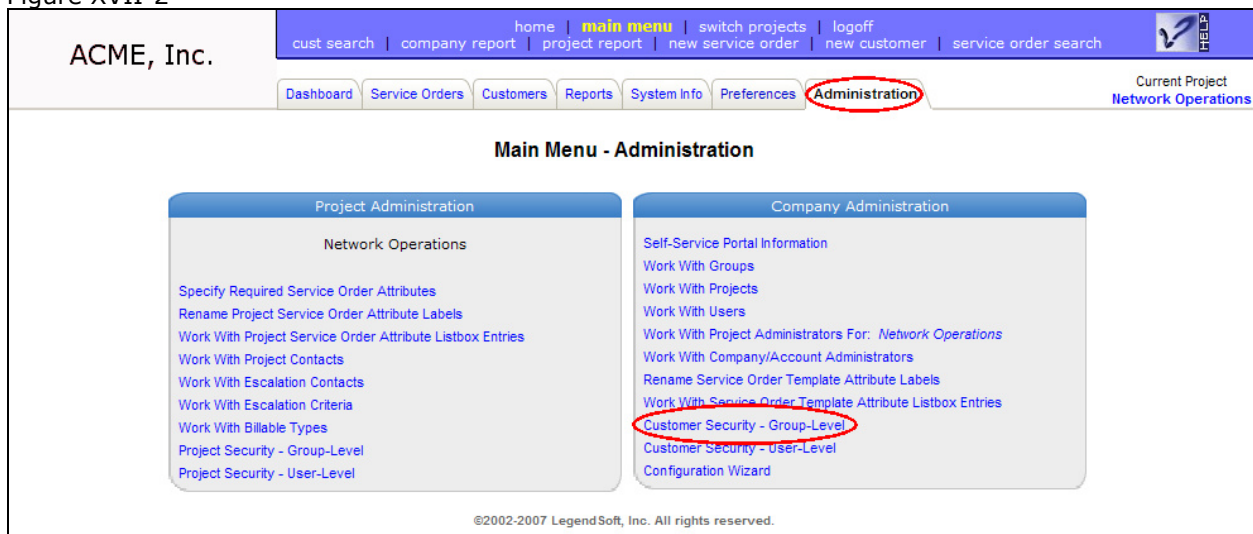 Figure XVII-2
ACME, Inc.
home | main menu | switch projects | logoff
cust search | company report | project report | new service order | new customer | service order search
HELP
Dashboard Service Orders Customers Reports System Info Preferences Administration
Current Project
Network Operations
Main Menu - Administration
Project Administration
Network Operations
Specify Required Service Order Attributes
Rename Project Service Order Attribute Labels
Work With Project Service Order Attribute Listbox Entries
Work With Project Contacts
Work With Escalation Contacts
Work With Escalation Criteria
Work With Billable Types
Project Security - Group-Level
Project Security - User-Level
Company Administration
Self-Service Portal Information
Work With Groups
Work With Projects
Work With Users
Work With Project Administrators For: Network Operations
Work With Company/Account Administrators
Rename Service Order Template Attribute Labels
Work With Service Order Template Attribute Listbox Entries
Customer Security - Group-Level
Customer Security - User-Level
Configuration Wizard
©2002-2007 LegendSoft, Inc. All rights reserved.